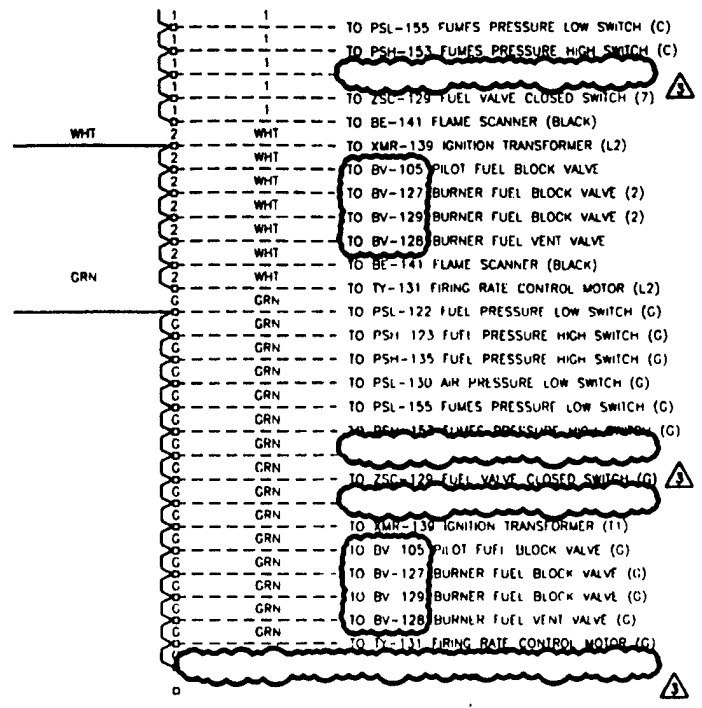 1 1
TO PSL-155 FUMES PRESSURE LOW SWITCH (C)
1 1
TO PSH-153 FUMES PRESSURE HIGH SWITCH (C)
1 1
1 1
3
TO ZSC-129 FUEL VALVE CLOSED SWITCH (7)
1 1
TO BE-141 FLAME SCANNER (BLACK)
WHT 2 WHT
TO XMR-139 IGNITION TRANSFORMER (L2)
2 WHT
TO BV-105 PILOT FUEL BLOCK VALVE
2 WHT
TO BV-127 BURNER FUEL BLOCK VALVE (2)
2 WHT
TO BV-129 BURNER FUEL BLOCK VALVE (2)
2 WHT
TO BV-128 BURNER FUEL VENT VALVE
2 WHT
TO BE-141 FLAME SCANNER (BLACK)
GRN 2 WHT
TO TY-131 FIRING RATE CONTROL MOTOR (L2)
G GRN
TO PSL-122 FUEL PRESSURE LOW SWITCH (G)
G GRN
TO PSH-123 FUEL PRESSURE HIGH SWITCH (G)
G GRN
TO PSH-135 FUEL PRESSURE HIGH SWITCH (G)
G GRN
TO PSL-130 AIR PRESSURE LOW SWITCH (G)
G GRN
TO PSL-155 FUMES PRESSURE LOW SWITCH (G)
G GRN
TO PSH-153 FUMES PRESSURE HIGH SWITCH (G)
G GRN
G GRN
3
TO ZSC-129 FUEL VALVE CLOSED SWITCH (G)
G GRN
G GRN
TO XMR-139 IGNITION TRANSFORMER (T1)
G GRN
TO BV 105 PILOT FUEL BLOCK VALVE (G)
G GRN
TO BV-127 BURNER FUEL BLOCK VALVE (G)
G GRN
TO BV 129 BURNER FUEL BLOCK VALVE (G)
G GRN
TO BV-128 BURNER FUEL VENT VALVE (G)
G GRN
TO TY-131 FIRING RATE CONTROL MOTOR (G)
3